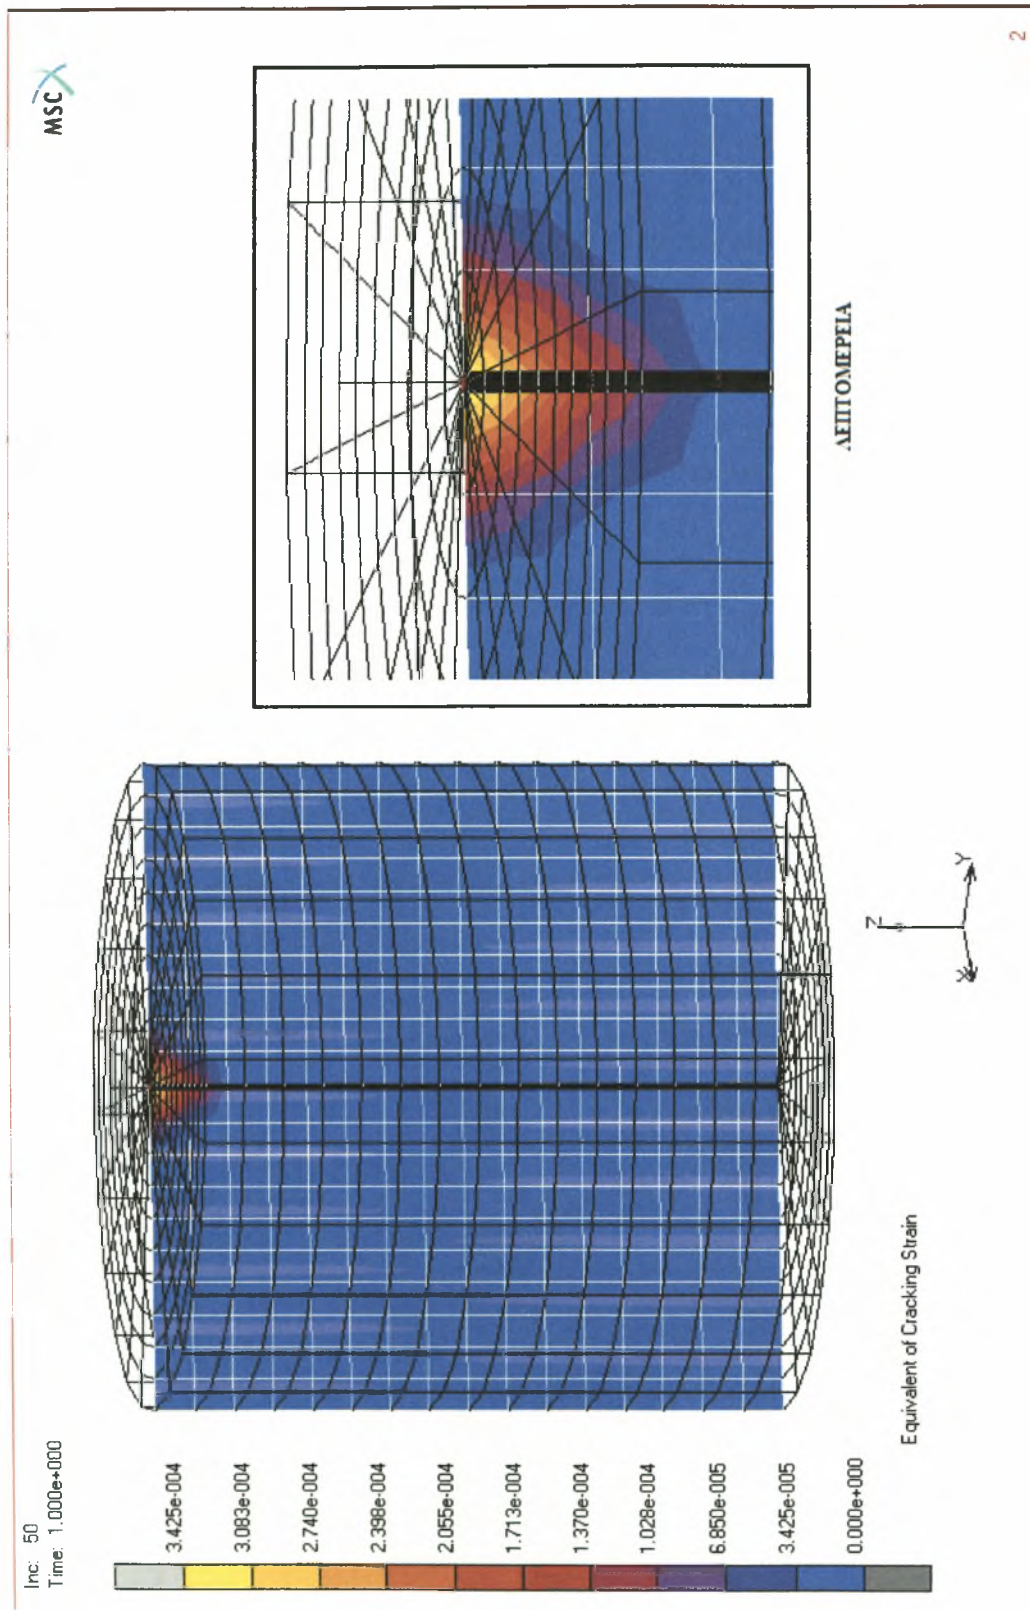 Inc: 50
Time: 1.000e+000
MSC X
3.425e-004
3.083e-004
2.740e-004
2.398e-004
2.055e-004
1.713e-004
1.370e-004
1.028e-004
6.850e-005
3.425e-005
0.000e+000
Equivalent of Cracking Strain
Z
X
Y
ΛΕΠΤΟΜΕΡΕΙΑ
2